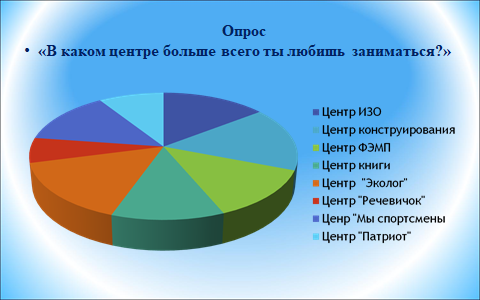 Опрос
• «В каком центре больше всего ты любишь заниматься?»
Центр ИЗО
Центр конструирования
Центр ФЭМП
Центр книги
Центр "Эколог"
Центр "Речевичок"
Ценр "Мы спортсмены
Центр "Патриот"